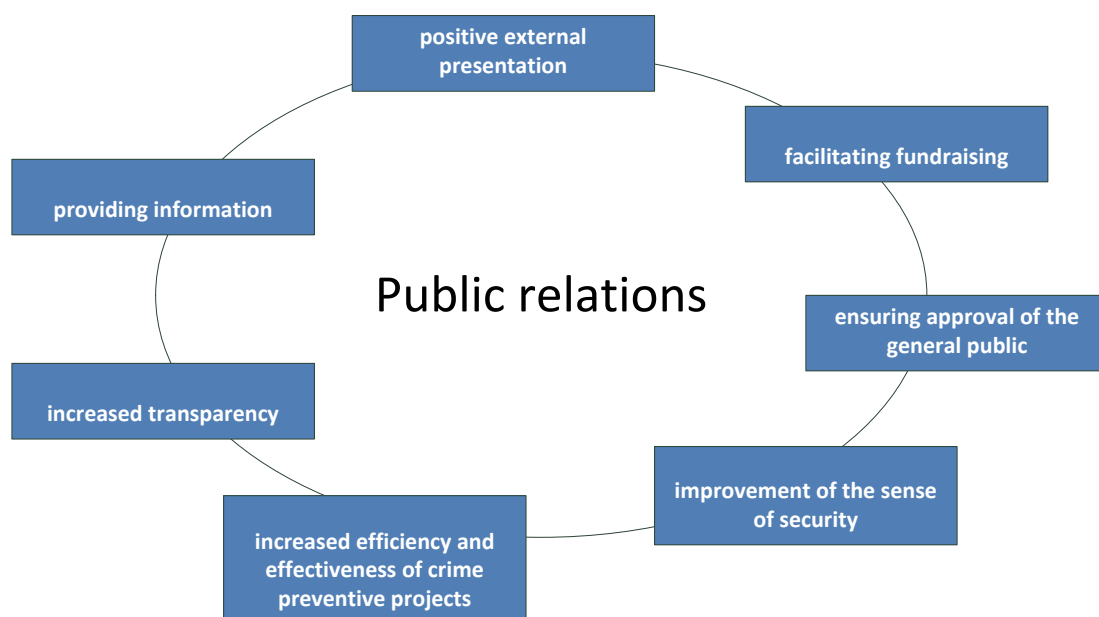 positive external
presentation
facilitating fundraising
providing information
Public relations
ensuring approval of the
general public
increased transparency
improvement of the sense
of security
increased efficiency and
effectiveness of crime
preventive projects